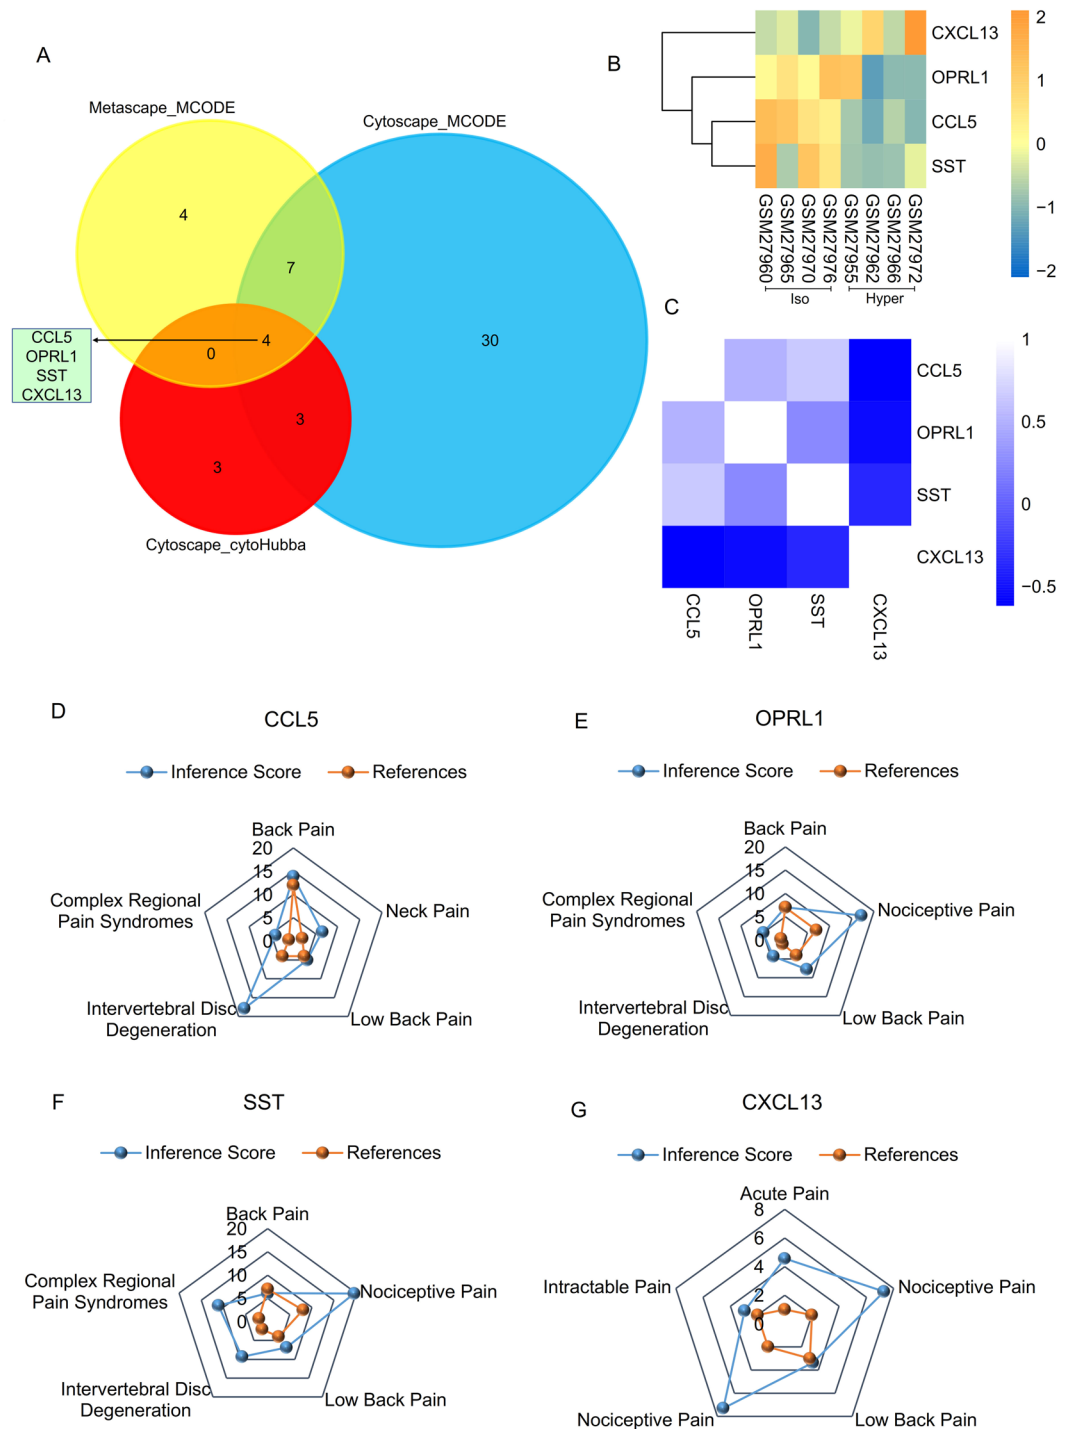 A
Metascape_MCODE
Cytoscape_MCODE
4
7
30
4
0
3
3
CCL5
OPRL1
SST
CXCL13
Cytoscape_cytoHubba
B
CXCL13
OPRL1
CCL5
SST
2
1
0
−1
−2
GSM27960
GSM27965
GSM27970
GSM27976
GSM27955
GSM27962
GSM27966
GSM27972
Iso
Hyper
C
CCL5
OPRL1
SST
CXCL13
CCL5
OPRL1
SST
CXCL13
1
0.5
0
−0.5
D
CCL5
Inference Score
References
Back Pain
20
15
10
5
0
Neck Pain
Low Back Pain
Intervertebral Disc
Degeneration
Complex Regional
Pain Syndromes
E
OPRL1
Inference Score
References
Back Pain
20
15
10
5
0
Nociceptive Pain
Low Back Pain
Intervertebral Disc
Degeneration
Complex Regional
Pain Syndromes
F
SST
Inference Score
References
Back Pain
20
15
10
5
0
Nociceptive Pain
Low Back Pain
Intervertebral Disc
Degeneration
Complex Regional
Pain Syndromes
G
CXCL13
Inference Score
References
Acute Pain
8
6
4
2
0
Nociceptive Pain
Low Back Pain
Nociceptive Pain
Intractable Pain